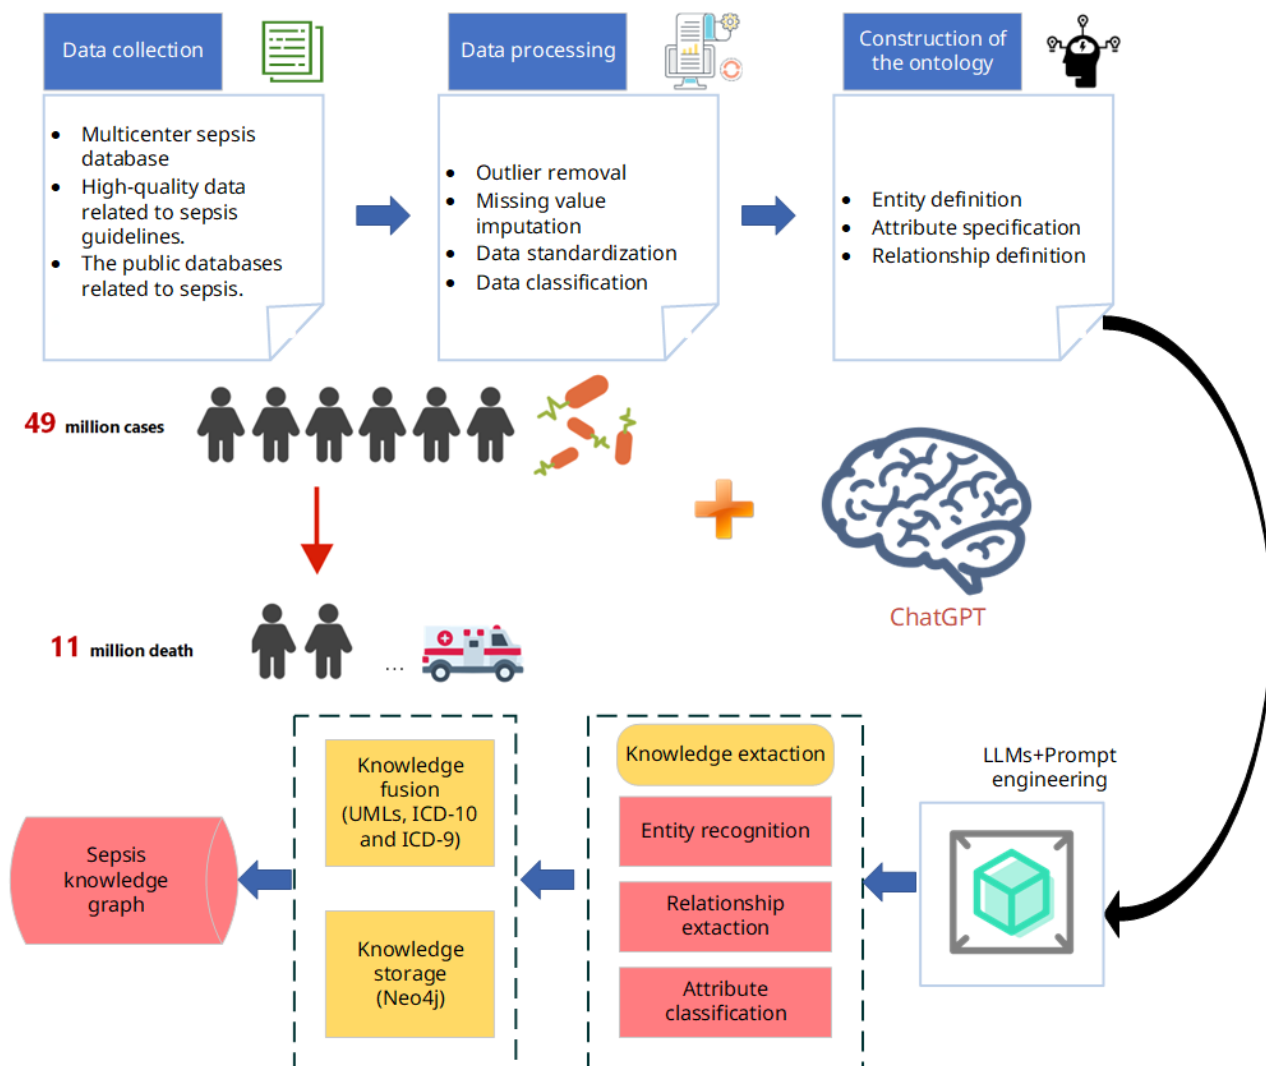 Data collection
Data processing
Construction of
the ontology
• Multicenter sepsis
database
• High-quality data
related to sepsis
guidelines.
• The public databases
related to sepsis.
• Outlier removal
• Missing value
imputation
• Data standardization
• Data classification
• Entity definition
• Attribute specification
• Relationship definition
49 million cases
ChatGPT
11 million death
...
Knowledge
fusion
(UMLs, ICD-10
and ICD-9)
Knowledge
storage
(Neo4j)
Knowledge extaction
Entity recognition
Relationship
extaction
Attribute
classification
LLMs+Prompt
engineering
Sepsis
knowledge
graph